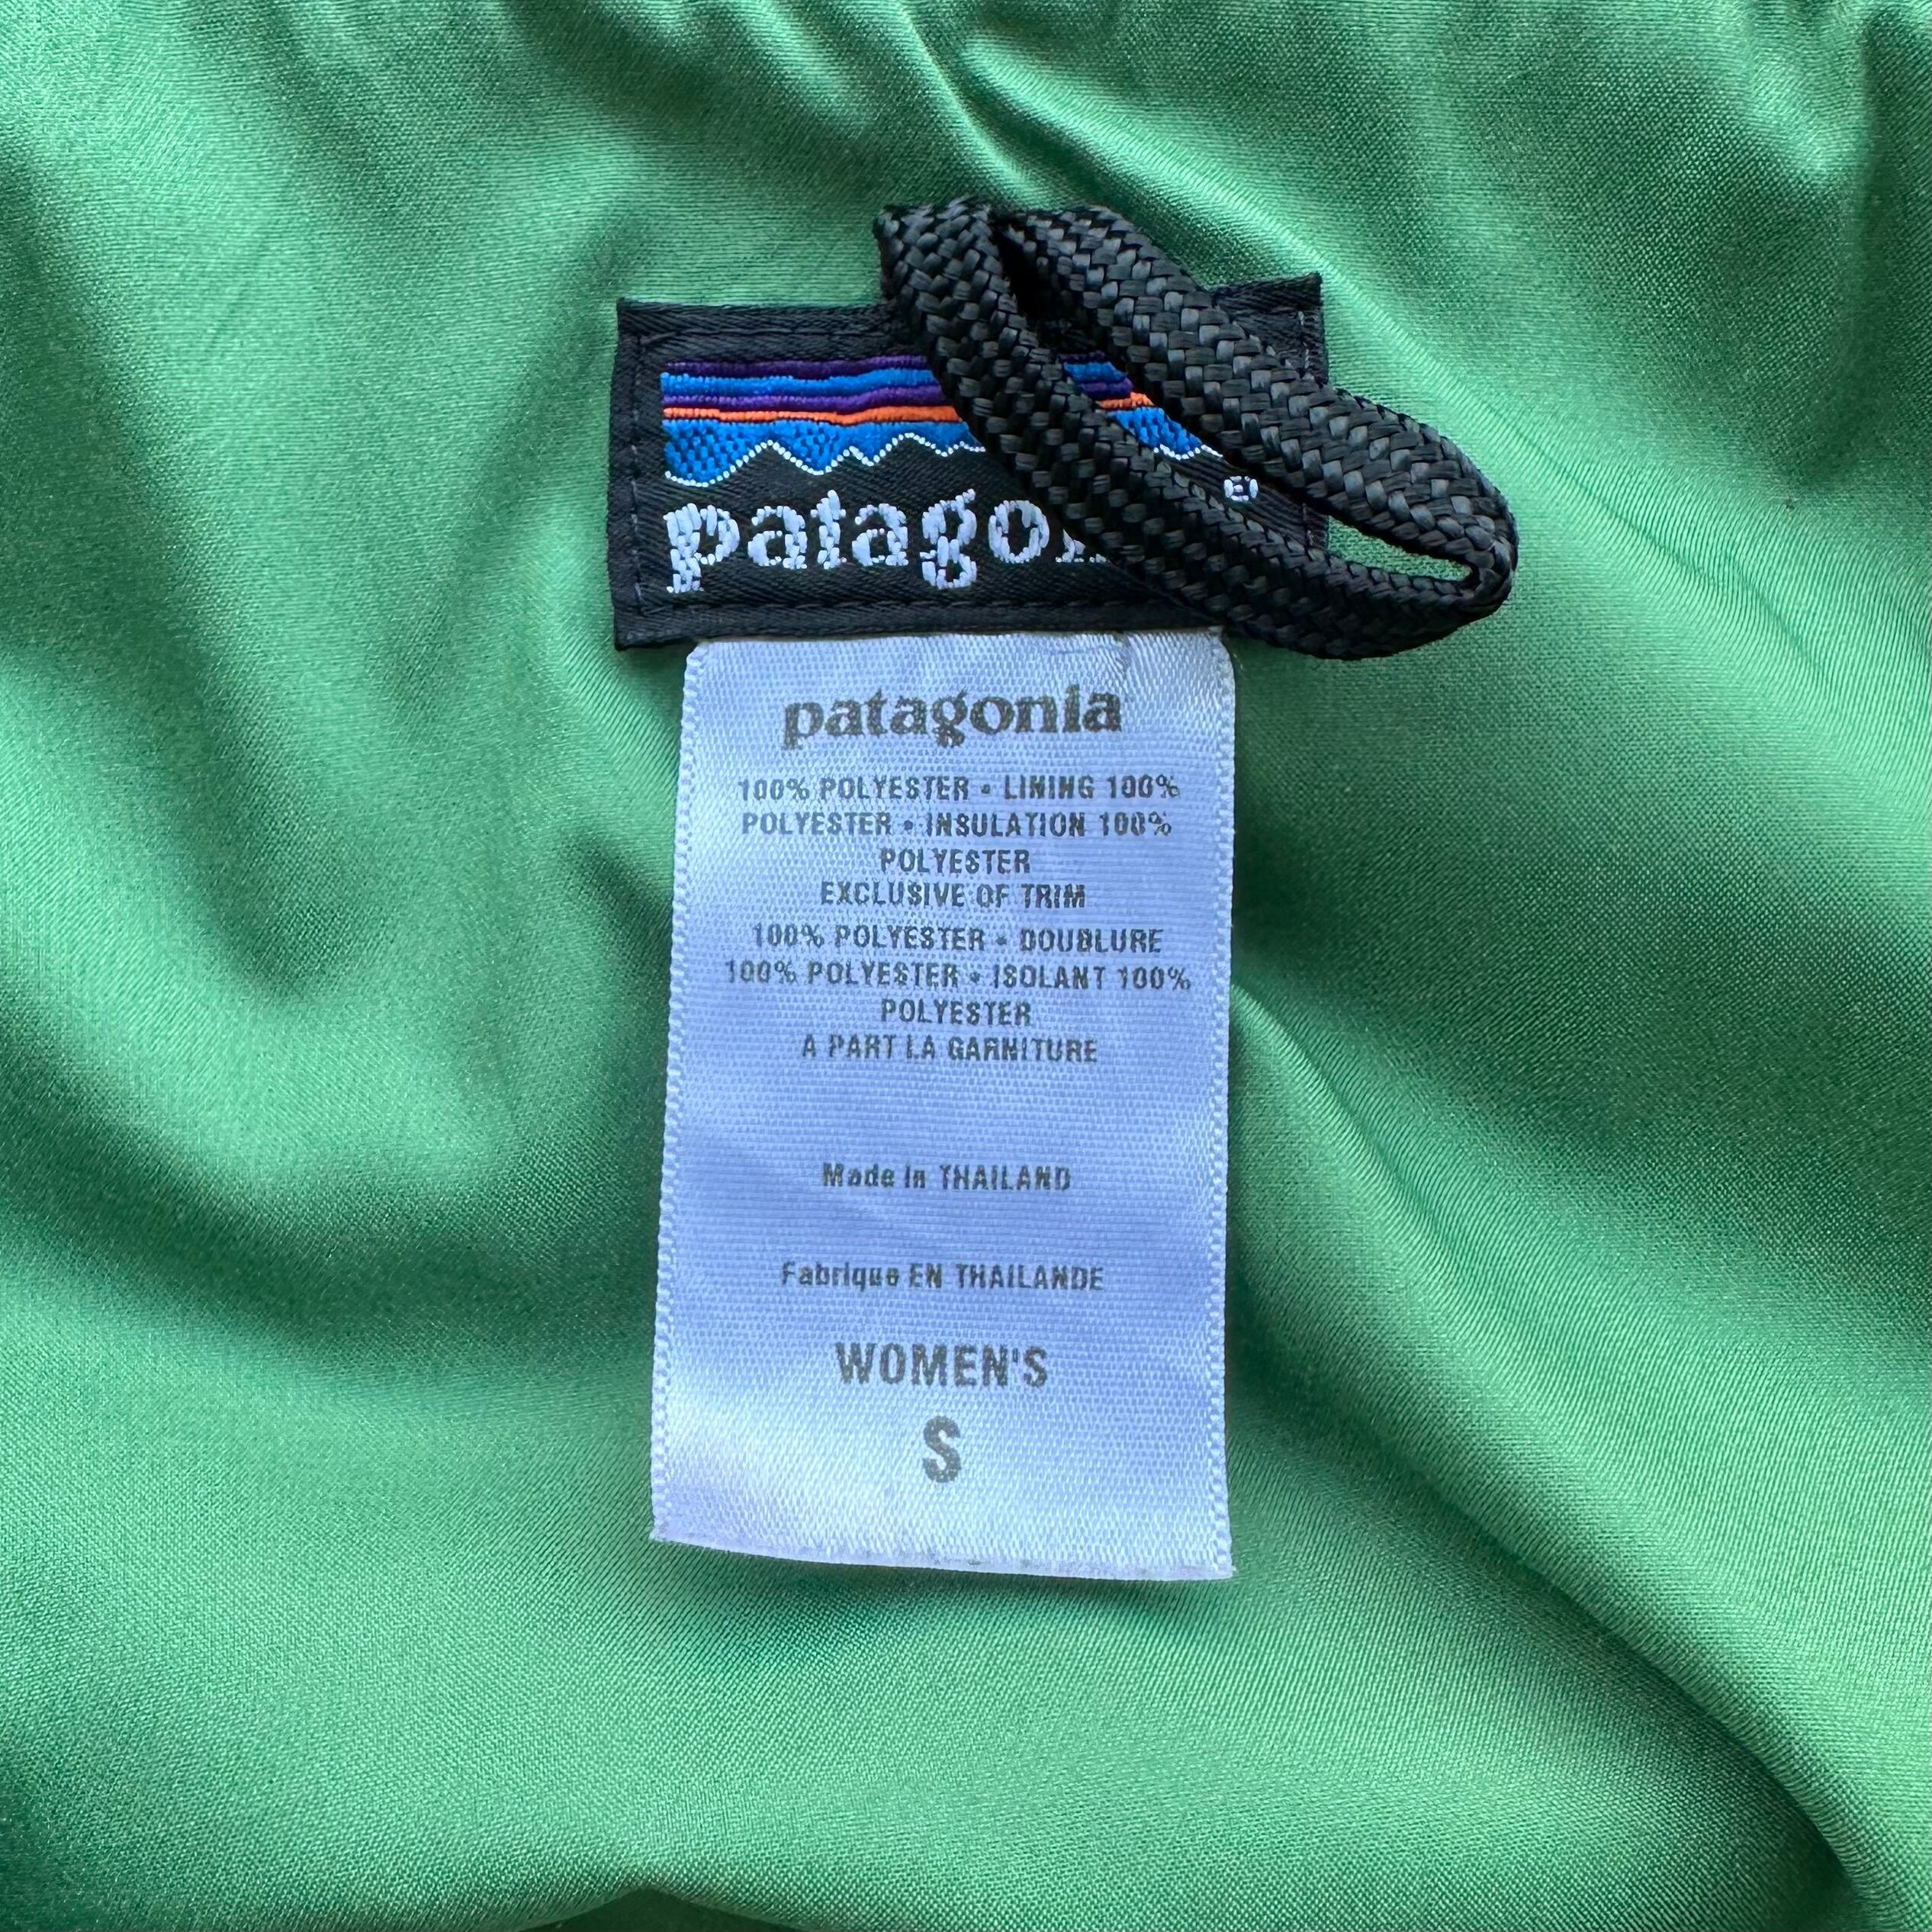 patagon
®
patagonia
100% POLYESTER • LINING 100%
POLYESTER • INSULATION 100%
POLYESTER
EXCLUSIVE OF TRIM
100% POLYESTER • DOUBLURE
100% POLYESTER • ISOLANT 100%
POLYESTER
A PART LA GARNITURE
Made in THAILAND
Fabrique EN THAILANDE
WOMEN'S
S